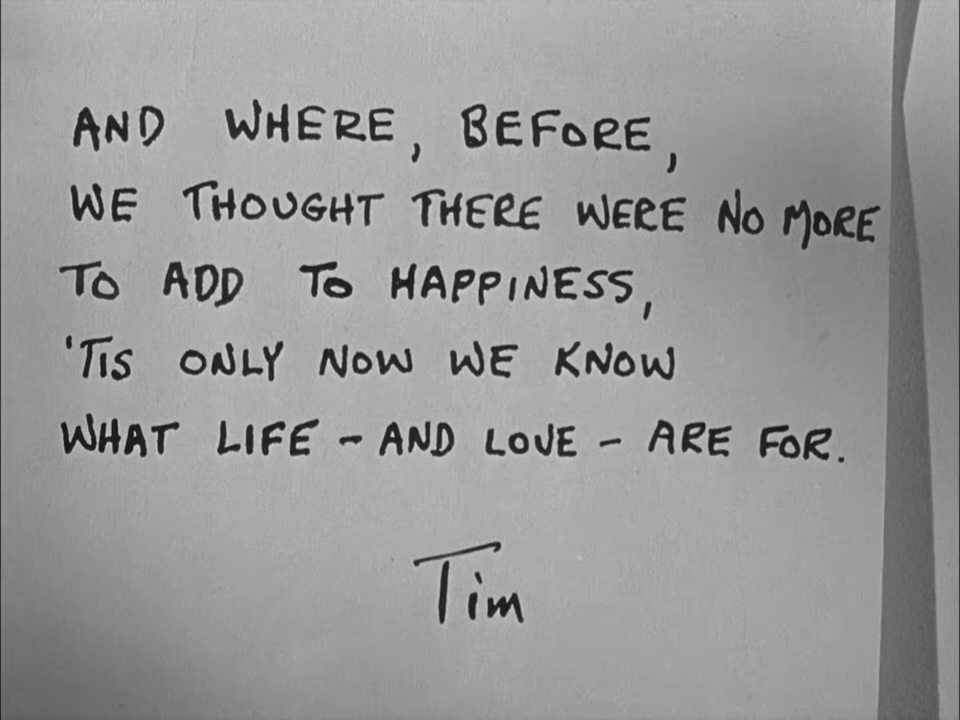 AND WHERE, BEFORE,
WE THOUGHT THERE WERE NO MORE
TO ADD TO HAPPINESS,
'TIS ONLY NOW WE KNOW
WHAT LIFE - AND LOVE - ARE FOR.
Tim